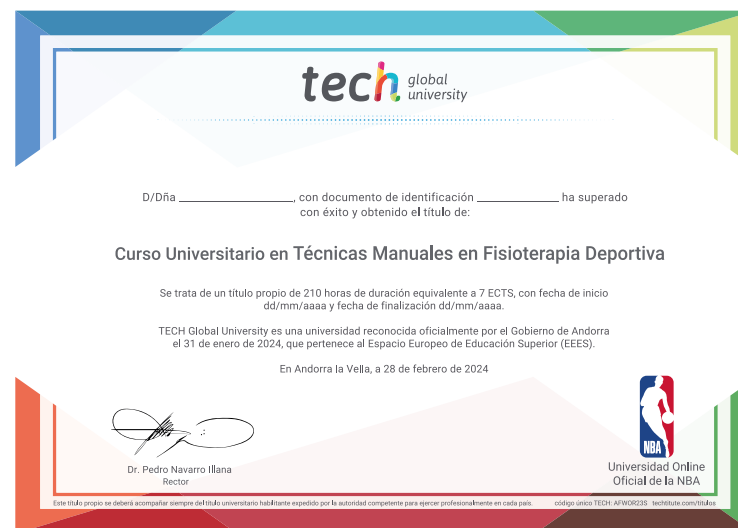 tech global
university
D/Dña ______________, con documento de identificación __________ ha superado
con éxito y obtenido el título de:
Curso Universitario en Técnicas Manuales en Fisioterapia Deportiva
Se trata de un título propio de 210 horas de duración equivalente a 7 ECTS, con fecha de inicio
dd/mm/aaaa y fecha de finalización dd/mm/aaaa.
TECH Global University es una universidad reconocida oficialmente por el Gobierno de Andorra
el 31 de enero de 2024, que pertenece al Espacio Europeo de Educación Superior (EEES).
En Andorra la Vella, a 28 de febrero de 2024
Dr. Pedro Navarro Illana
Rector
NBA
Universidad Online
Oficial de la NBA
Este título propio se deberá acompañar siempre del título universitario habilitante expedido por la autoridad competente para ejercer profesionalmente en cada país. código único TECH: AFWOR23S techtitute.com/titulos